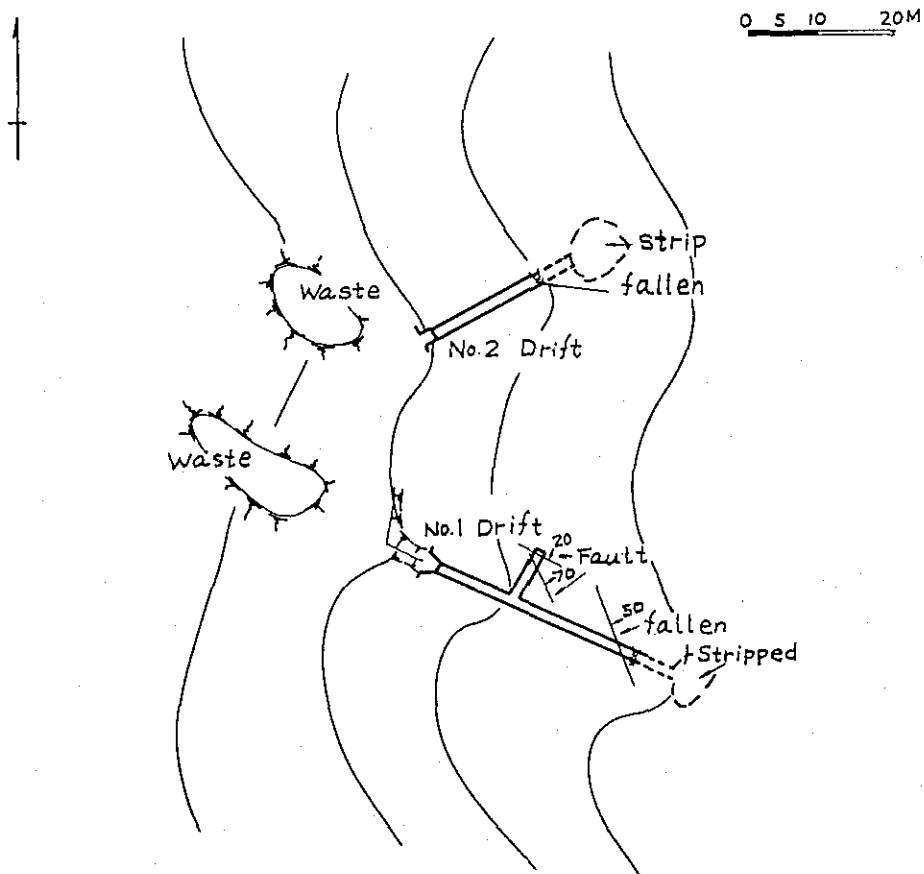 0 5 10 20M
Strip
Waste
fallen
No.2 Drift
Waste
No.1 Drift
20
Fault
70
50
fallen
Stripped